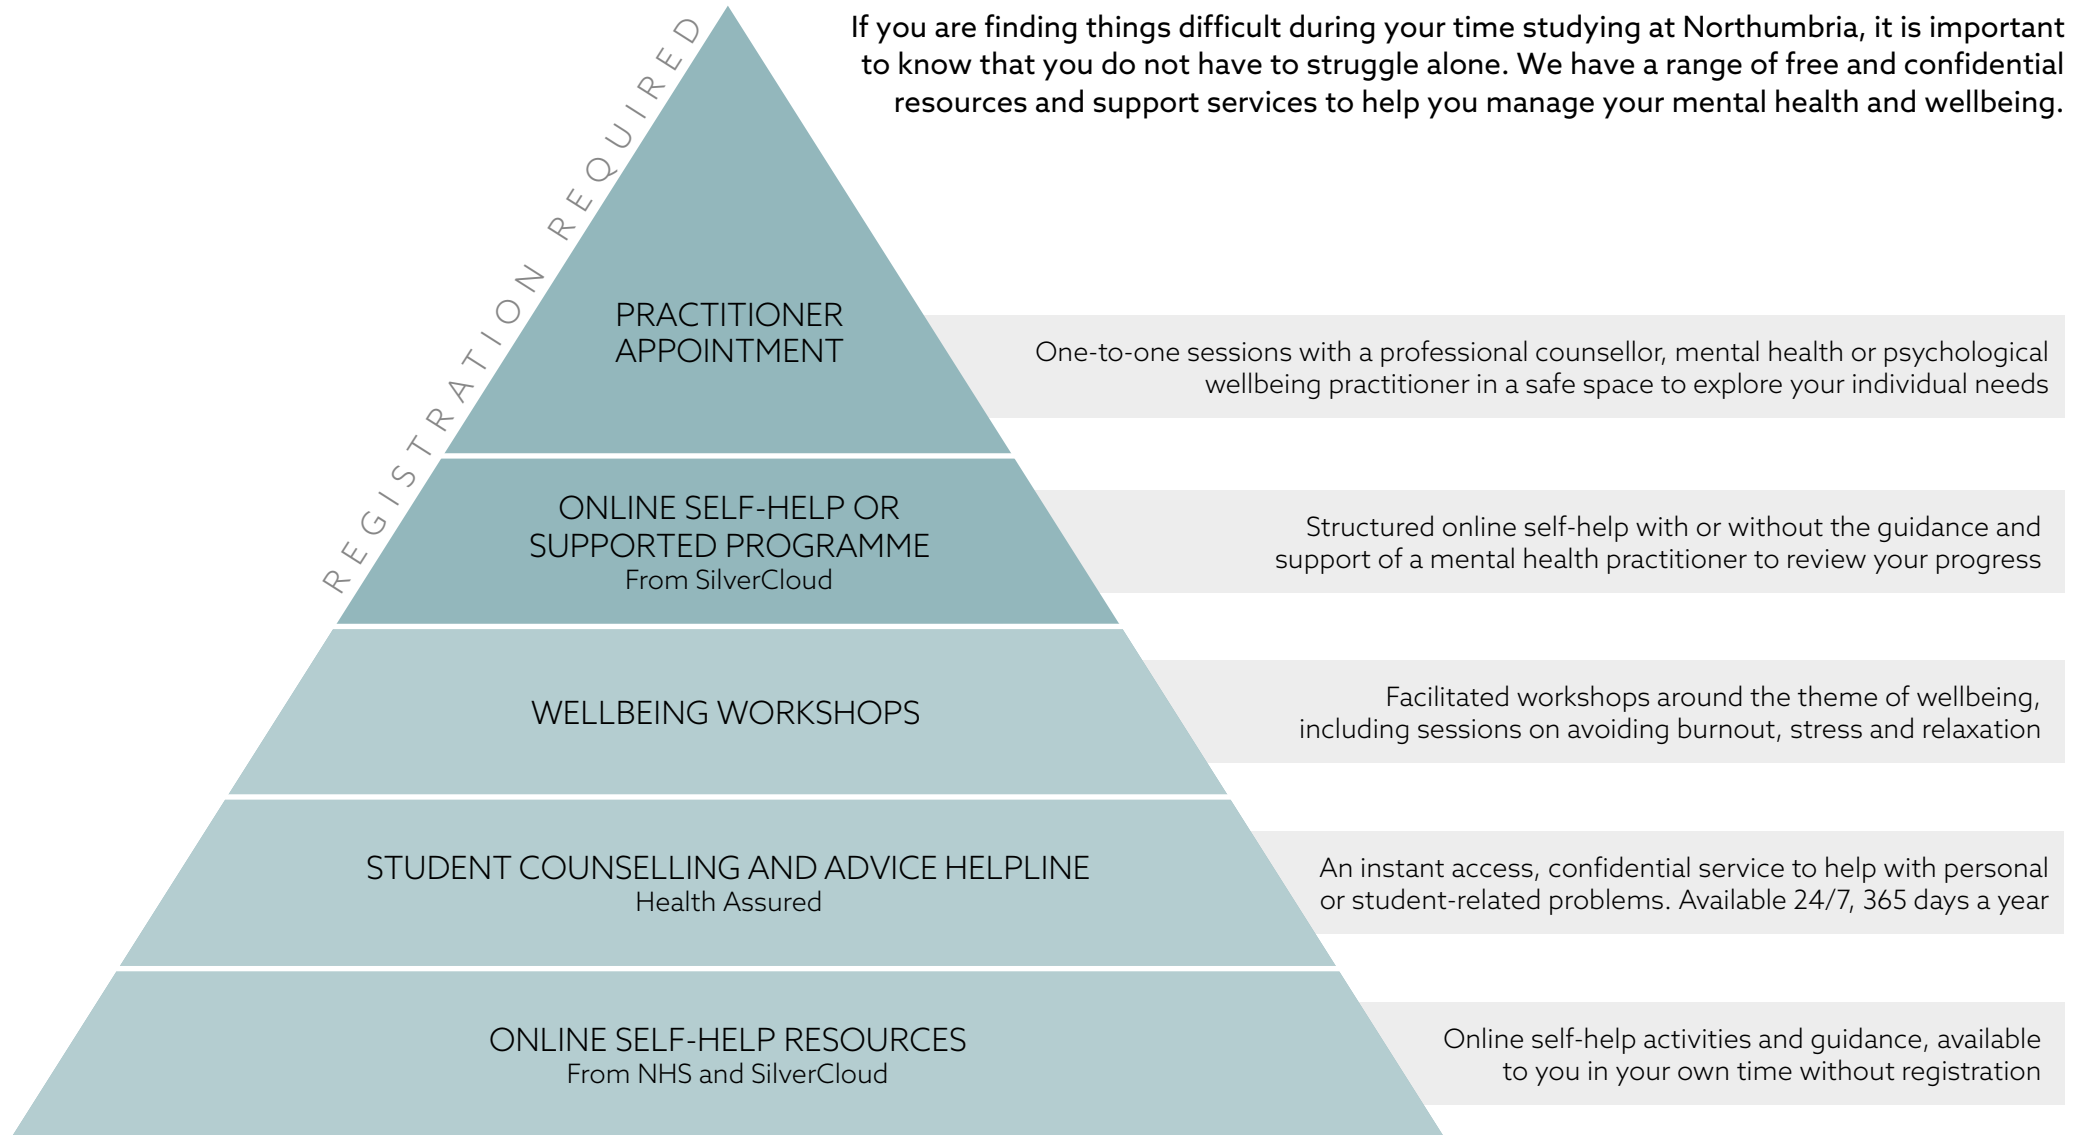 If you are finding things difficult during your time studying at Northumbria, it is important
to know that you do not have to struggle alone. We have a range of free and confidential
resources and support services to help you manage your mental health and wellbeing.
REGISTRATION REQUIRED
PRACTITIONER
APPOINTMENT
One-to-one sessions with a professional counsellor, mental health or psychological
wellbeing practitioner in a safe space to explore your individual needs
ONLINE SELF-HELP OR
SUPPORTED PROGRAMME
From SilverCloud
Structured online self-help with or without the guidance and
support of a mental health practitioner to review your progress
WELLBEING WORKSHOPS
Facilitated workshops around the theme of wellbeing,
including sessions on avoiding burnout, stress and relaxation
STUDENT COUNSELLING AND ADVICE HELPLINE
Health Assured
An instant access, confidential service to help with personal
or student-related problems. Available 24/7, 365 days a year
ONLINE SELF-HELP RESOURCES
From NHS and SilverCloud
Online self-help activities and guidance, available
to you in your own time without registration